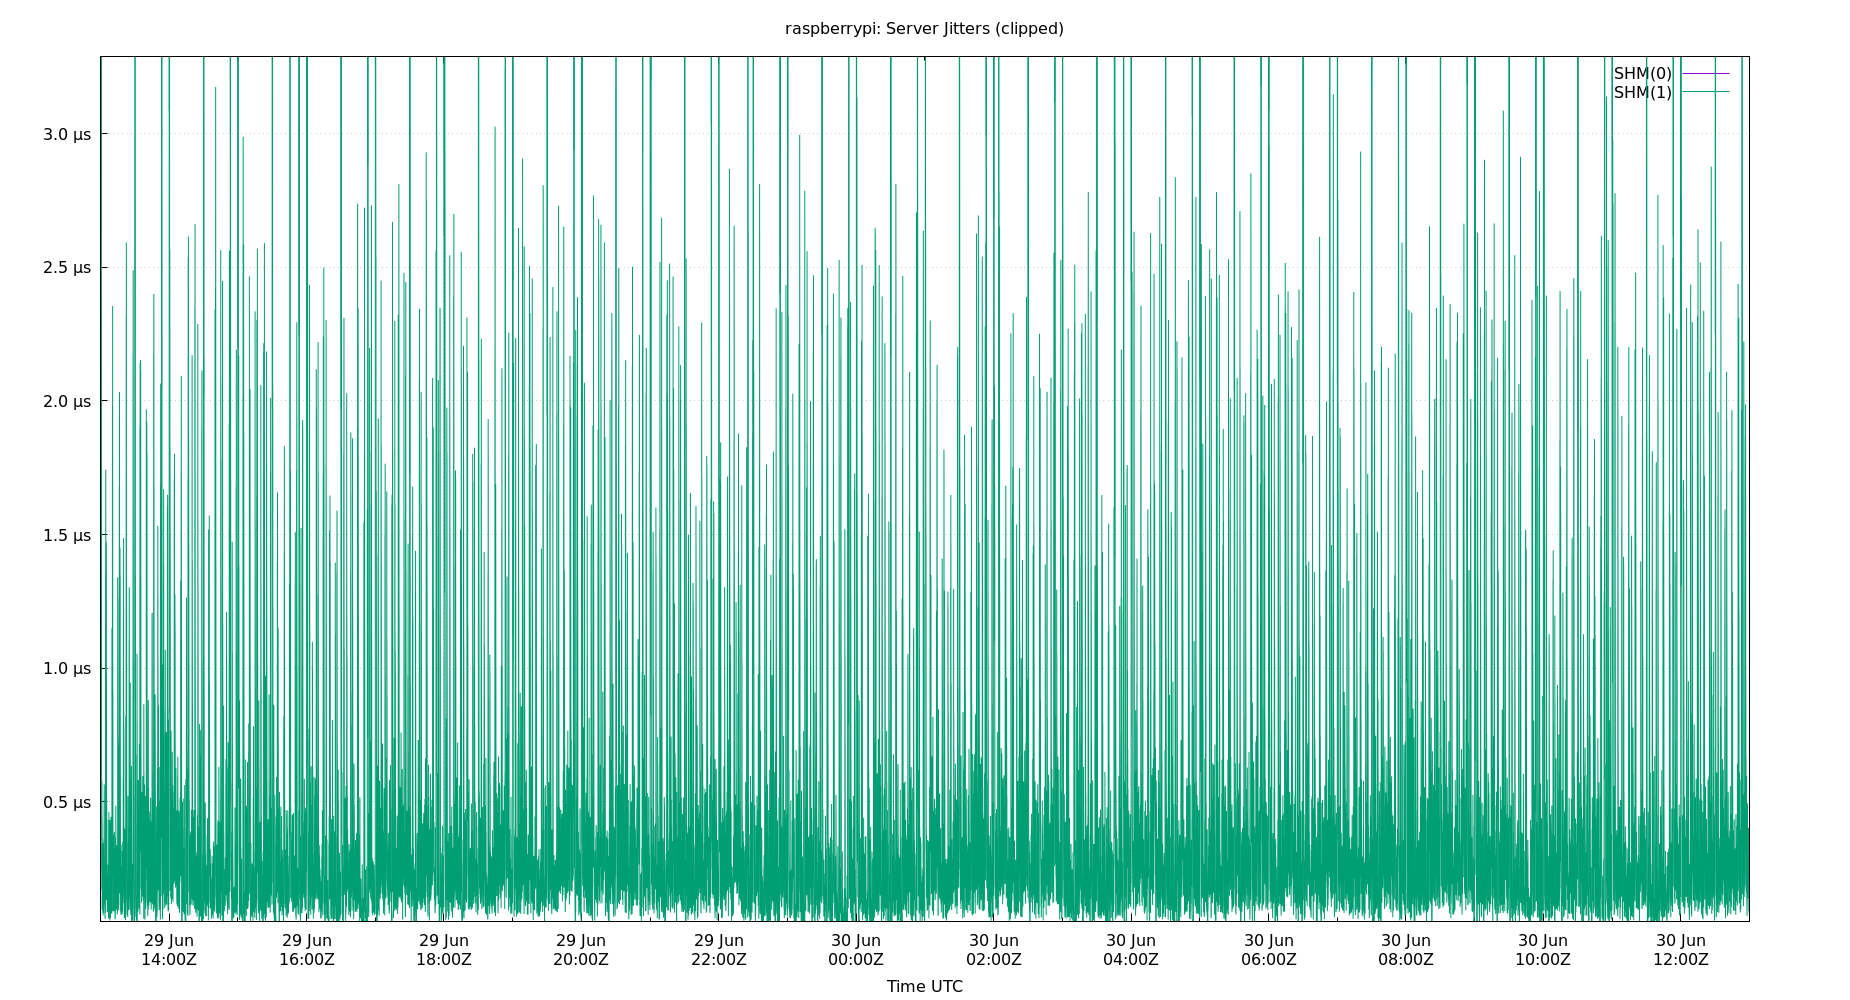 raspberrypi: Server Jitters (clipped)
SHM(0)
SHM(1)
3.0 µs
2.5 µs
2.0 µs
1.5 µs
1.0 µs
0.5 µs
29 Jun 29 Jun 29 Jun 29 Jun 29 Jun 30 Jun 30 Jun 30 Jun 30 Jun 30 Jun 30 Jun 30 Jun
14:00Z 16:00Z 18:00Z 20:00Z 22:00Z 00:00Z 02:00Z 04:00Z 06:00Z 08:00Z 10:00Z 12:00Z
Time UTC